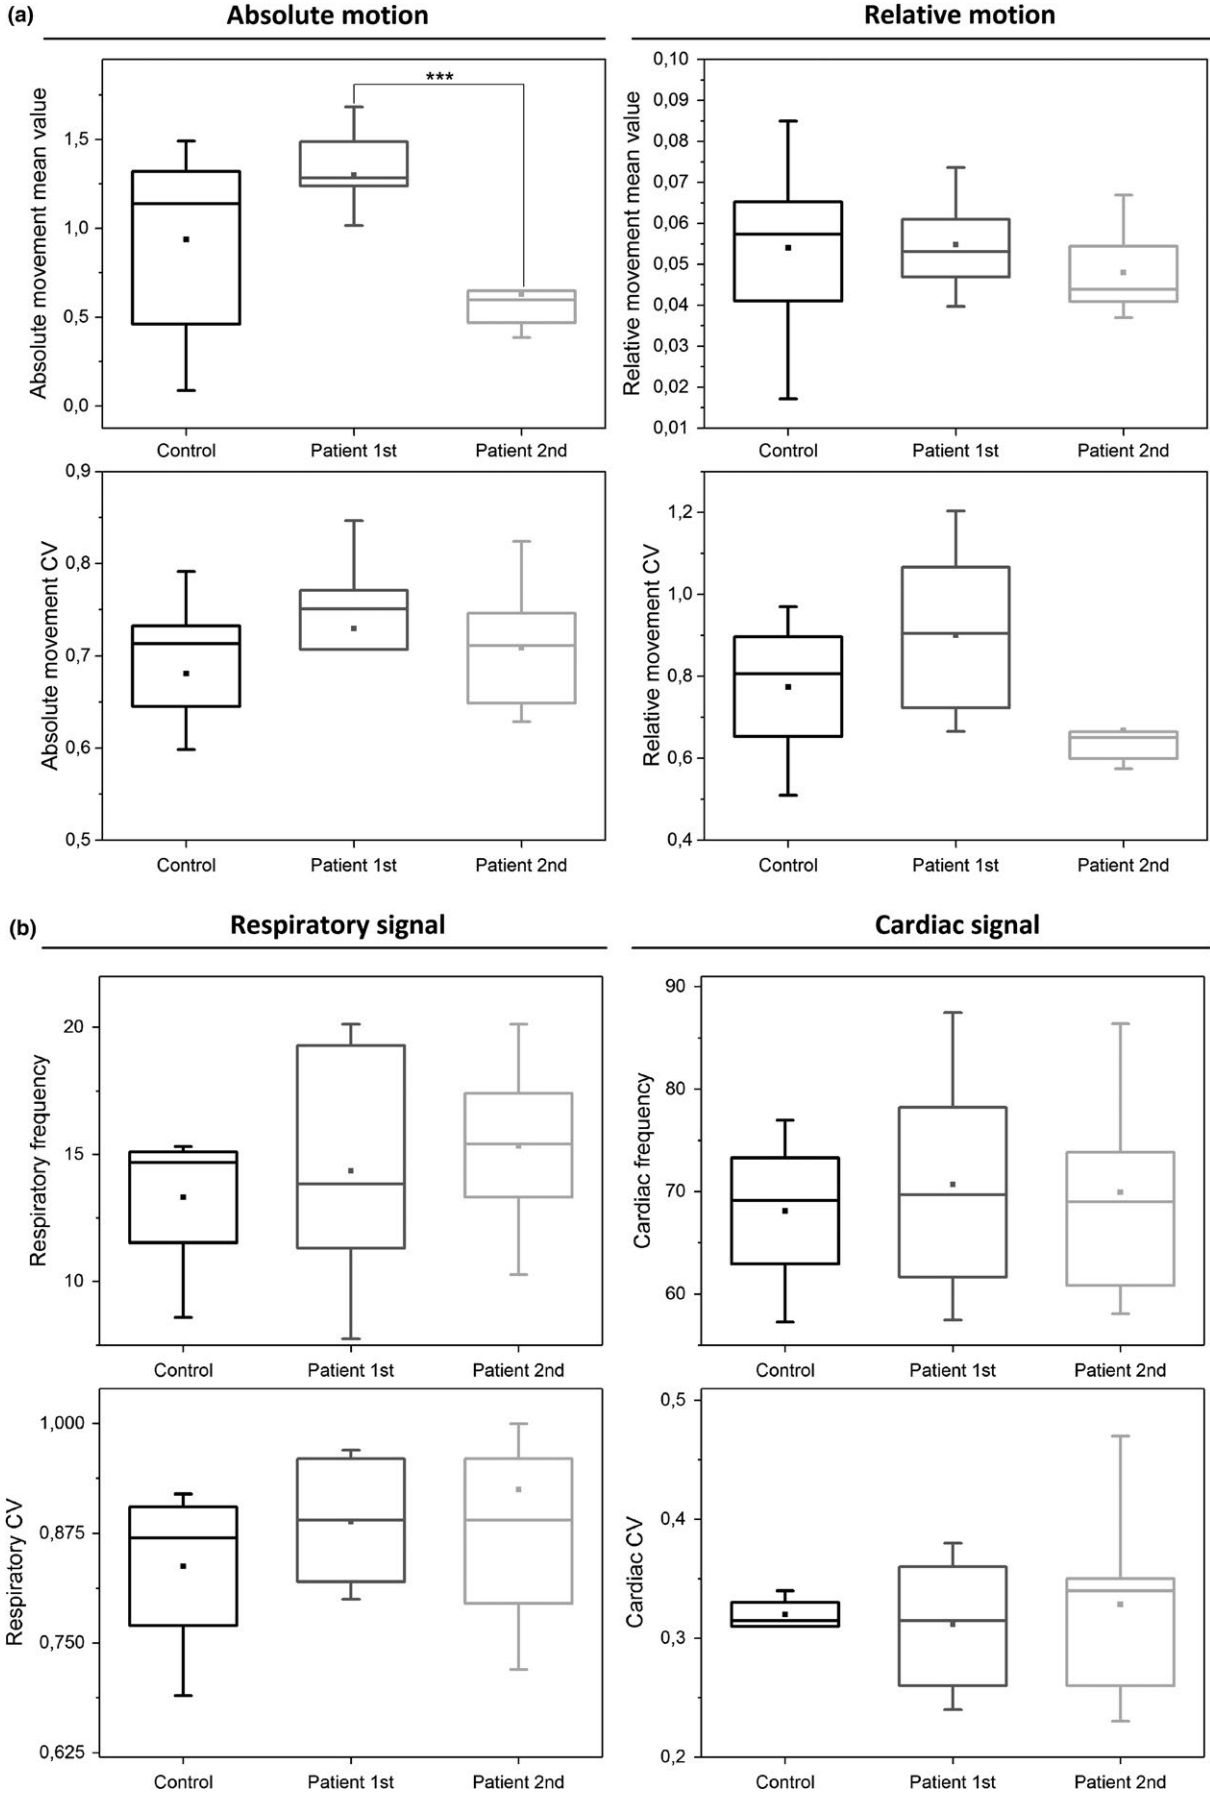 (a)
Absolute motion
Relative motion
Absolute movement mean value
1,5
1,0
0,5
0,0
***
Control
Patient 1st
Patient 2nd
Relative movement mean value
0,10
0,09
0,08
0,07
0,06
0,05
0,04
0,03
0,02
0,01
Control
Patient 1st
Patient 2nd
Absolute movement CV
0,9
0,8
0,7
0,6
0,5
Control
Patient 1st
Patient 2nd
Relative movement CV
1,2
1,0
0,8
0,6
0,4
Control
Patient 1st
Patient 2nd
(b)
Respiratory signal
Cardiac signal
Respiratory frequency
20
15
10
Control
Patient 1st
Patient 2nd
Cardiac frequency
90
80
70
60
Control
Patient 1st
Patient 2nd
Respiratory CV
1,000
0,875
0,750
0,625
Control
Patient 1st
Patient 2nd
Cardiac CV
0,5
0,4
0,3
0,2
Control
Patient 1st
Patient 2nd